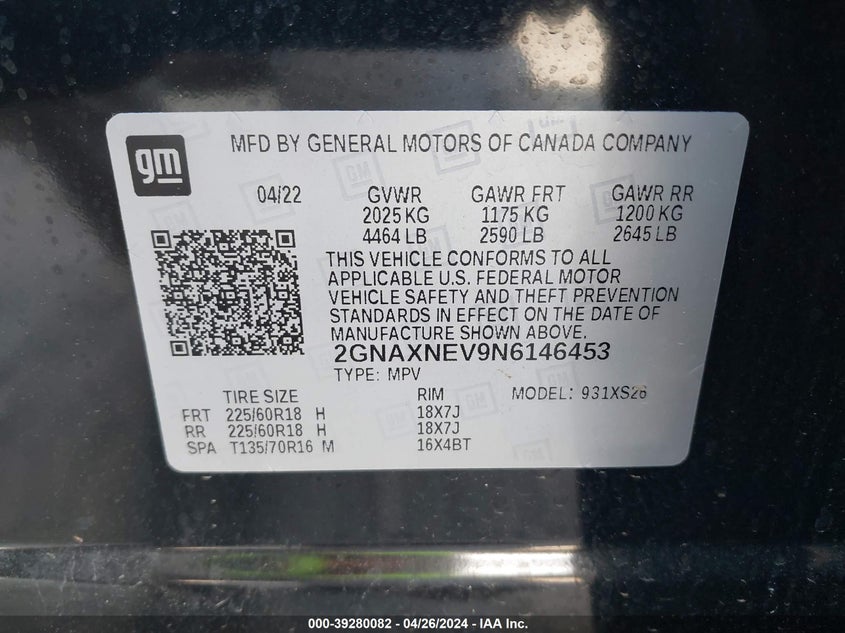 gm
MFD BY GENERAL MOTORS OF CANADA COMPANY
04/22 GVWR GAWR FRT GAWR RR
2025 KG 1175 KG 1200 KG
4464 LB 2590 LB 2645 LB
THIS VEHICLE CONFORMS TO ALL
APPLICABLE U.S. FEDERAL MOTOR
VEHICLE SAFETY AND THEFT PREVENTION
STANDARDS IN EFFECT ON THE DATE OF
MANUFACTURE SHOWN ABOVE.
2GNAXNEV9N6146453
TYPE: MPV
TIRE SIZE RIM MODEL: 931XS26
FRT 225/60R18 H 18X7J
RR 225/60R18 H 18X7J
SPA T135/70R16 M 16X4BT
000-39280082 - 04/26/2024 - IAA Inc.